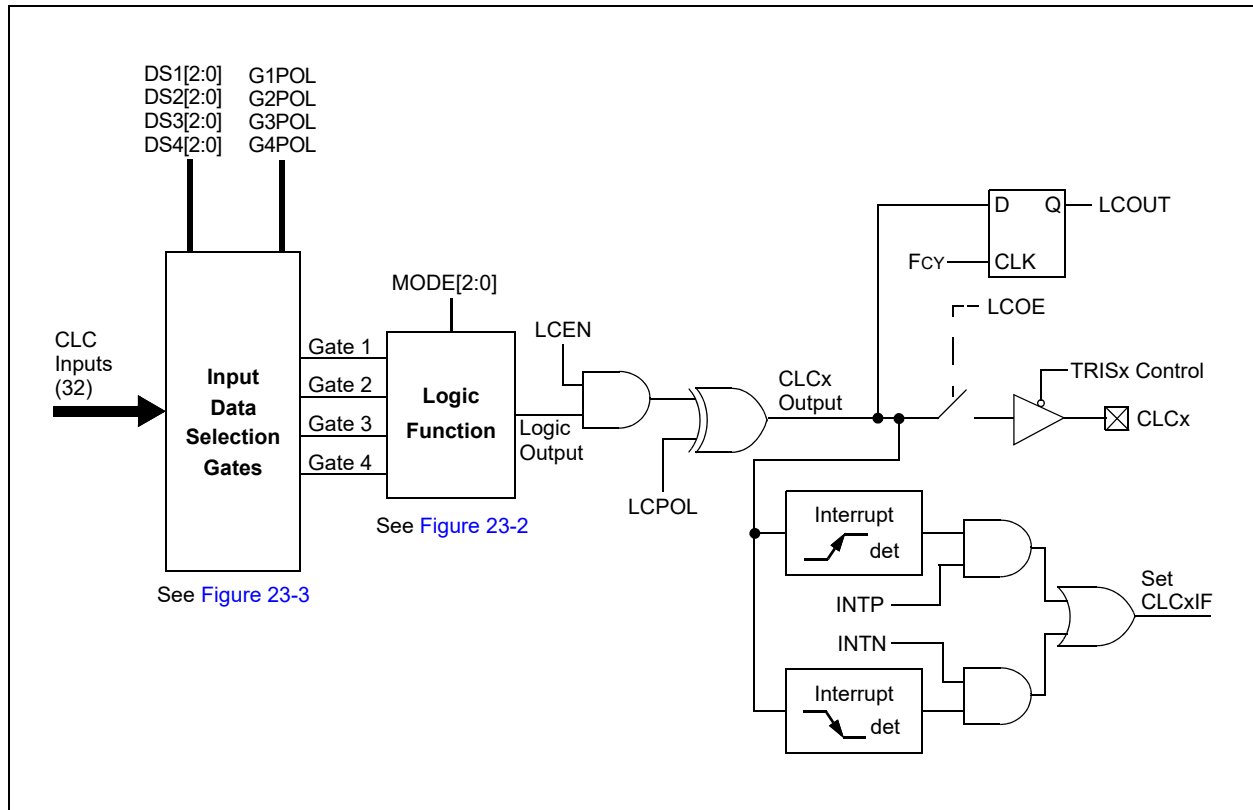 DS1[2:0] G1POL
DS2[2:0] G2POL
DS3[2:0] G3POL
DS4[2:0] G4POL
D Q LCOUT
FCY CLK
MODE[2:0]
LCOE
LCEN
CLC
Inputs
(32)
Input
Data
Selection
Gates
Gate 1
Gate 2
Gate 3
Gate 4
Logic
Function
Logic
Output
CLCx
Output
TRISx Control
CLCx
LCPOL
See Figure 23-2
See Figure 23-3
Interrupt
det
INTP
Set
CLCxIF
INTN
Interrupt
det